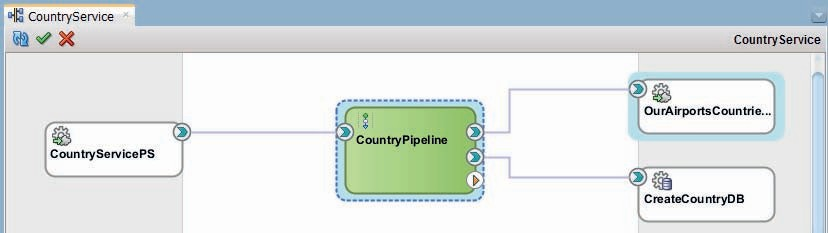 CountryService
CountryService
CountryServicePS
CountryPipeline
OurAirportsCountrie...
CreateCountryDB